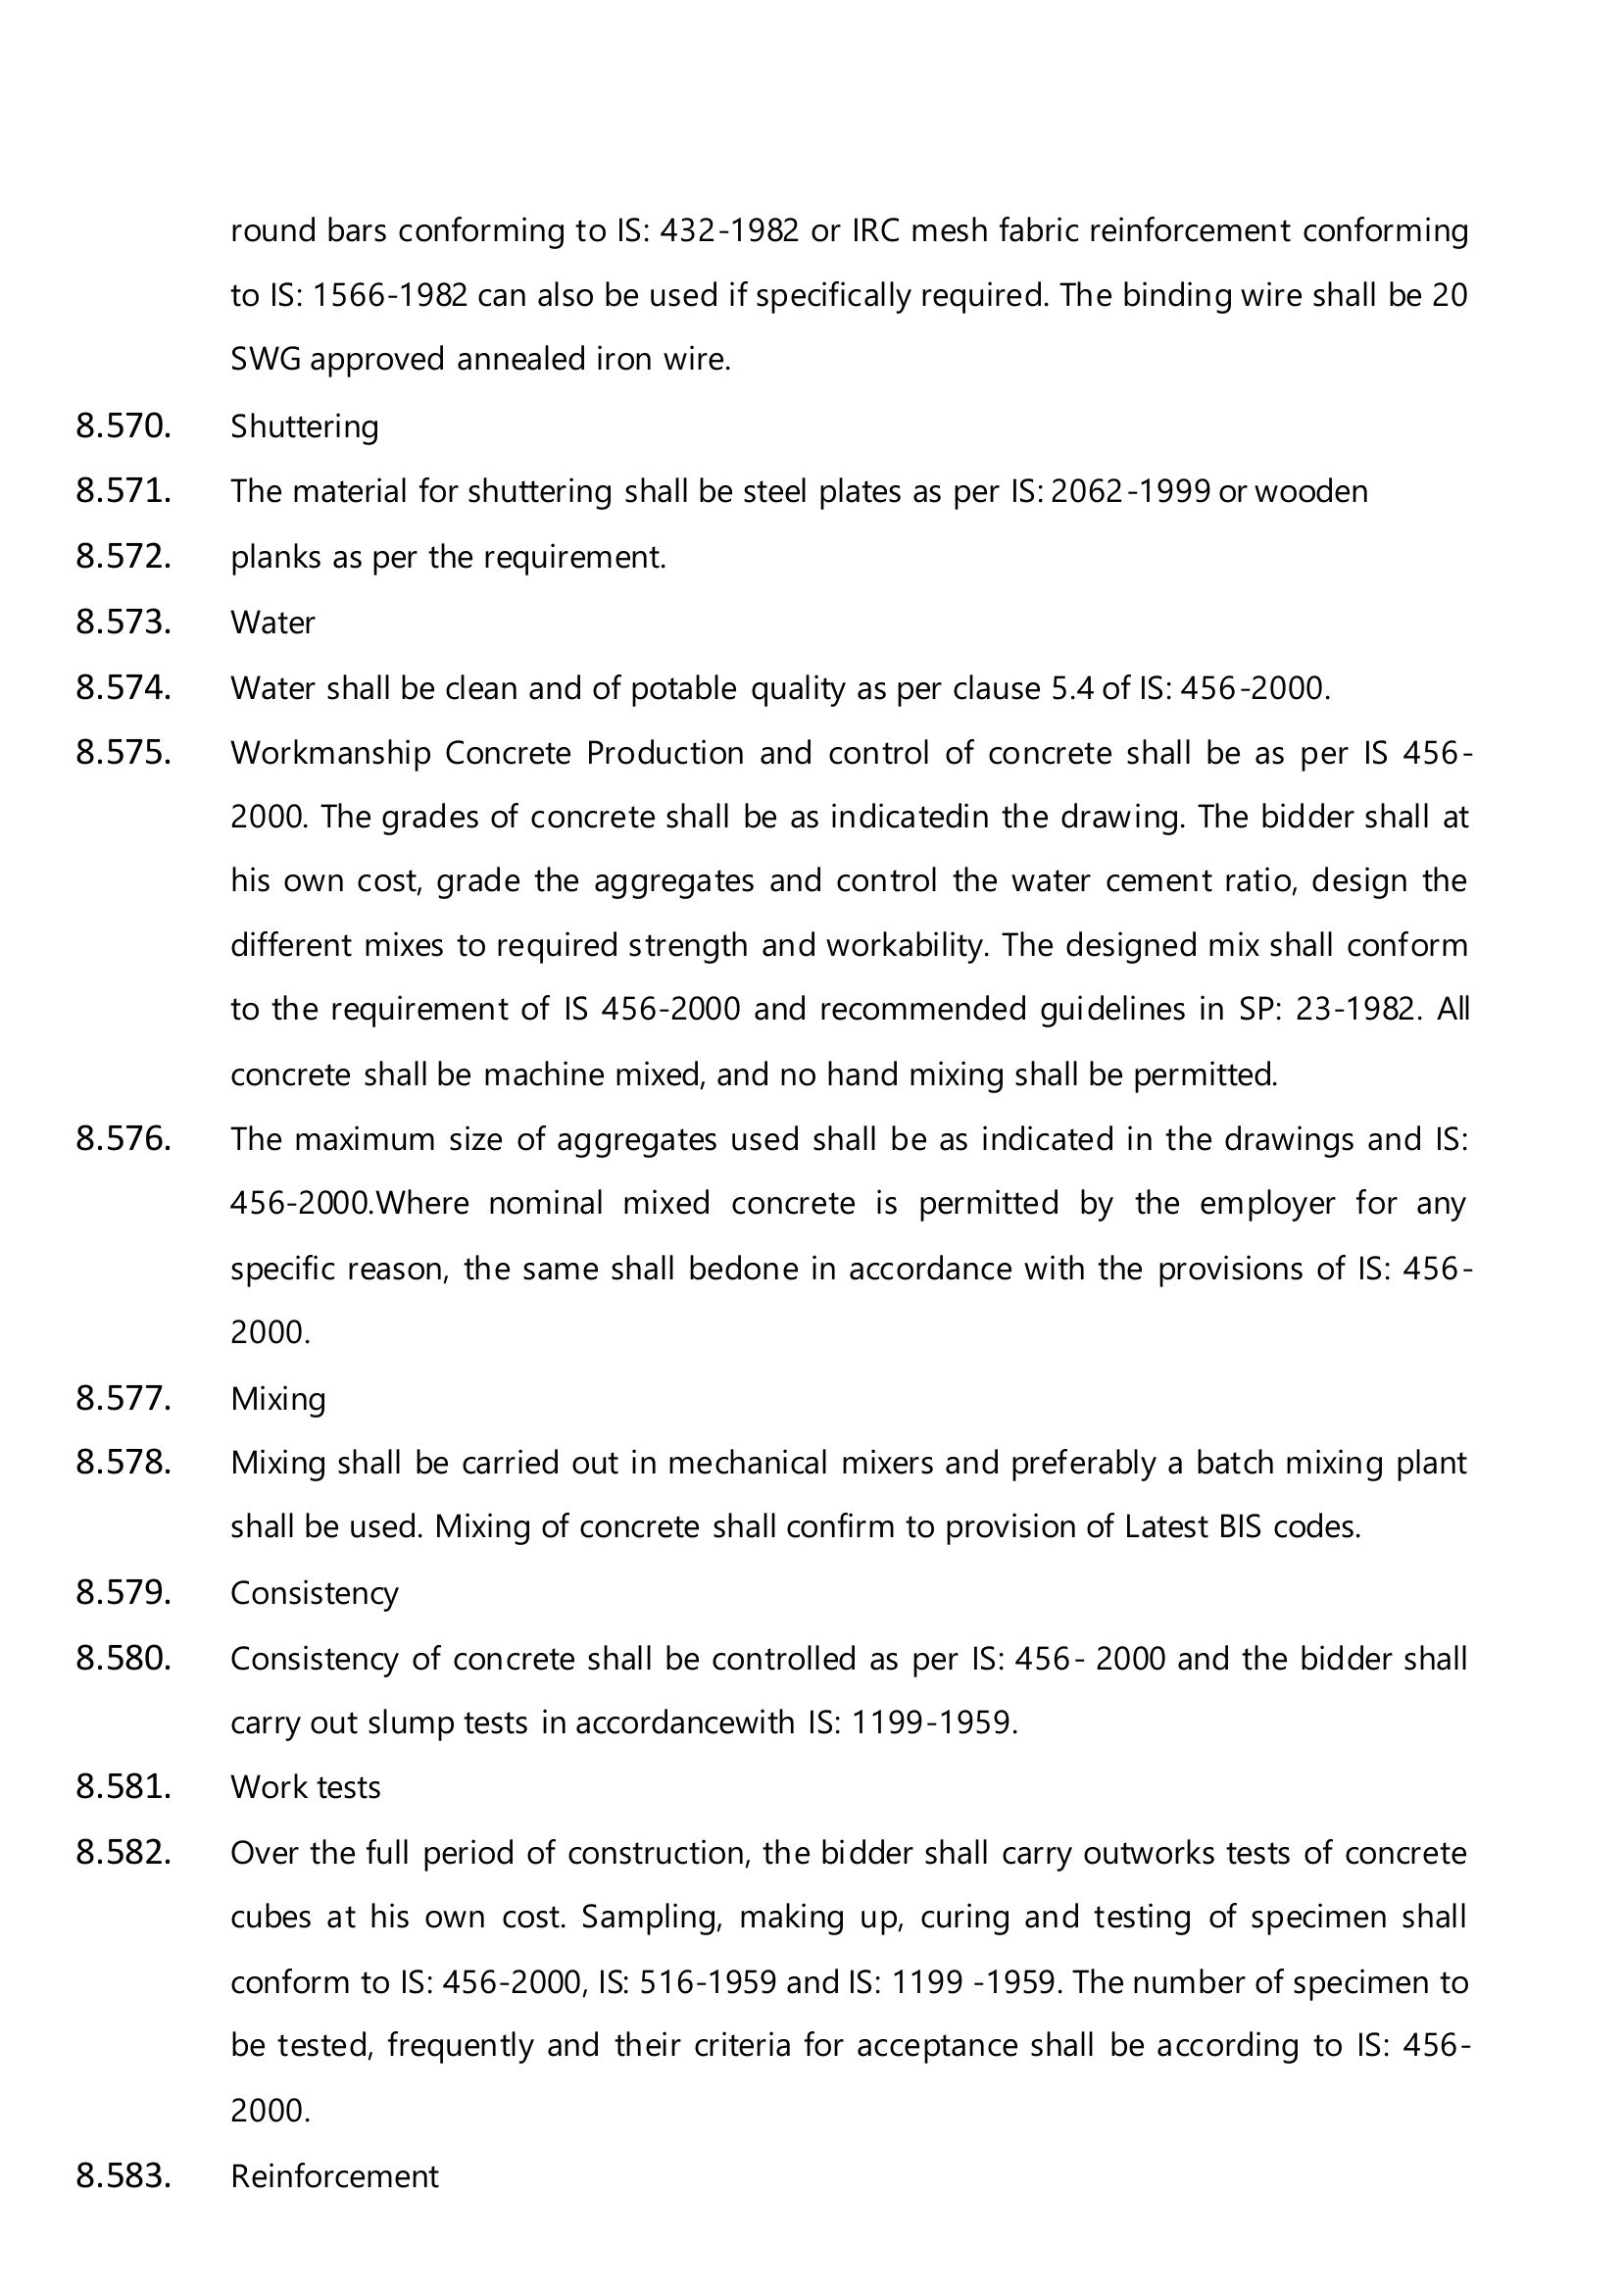 round bars conforming to IS: 432-1982 or IRC mesh fabric reinforcement conforming
to IS: 1566-1982 can also be used if specifically required. The binding wire shall be 20
SWG approved annealed iron wire.
8.570. Shuttering
8.571. The material for shuttering shall be steel plates as per IS: 2062-1999 or wooden
8.572. planks as per the requirement.
8.573. Water
8.574. Water shall be clean and of potable quality as per clause 5.4 of IS: 456-2000.
8.575. Workmanship Concrete Production and control of concrete shall be as per IS 456-
2000. The grades of concrete shall be as indicatedin the drawing. The bidder shall at
his own cost, grade the aggregates and control the water cement ratio, design the
different mixes to required strength and workability. The designed mix shall conform
to the requirement of IS 456-2000 and recommended guidelines in SP: 23-1982. All
concrete shall be machine mixed, and no hand mixing shall be permitted.
8.576. The maximum size of aggregates used shall be as indicated in the drawings and IS:
456-2000.Where nominal mixed concrete is permitted by the employer for any
specific reason, the same shall bedone in accordance with the provisions of IS: 456-
2000.
8.577. Mixing
8.578. Mixing shall be carried out in mechanical mixers and preferably a batch mixing plant
shall be used. Mixing of concrete shall confirm to provision of Latest BIS codes.
8.579. Consistency
8.580. Consistency of concrete shall be controlled as per IS: 456- 2000 and the bidder shall
carry out slump tests in accordancewith IS: 1199-1959.
8.581. Work tests
8.582. Over the full period of construction, the bidder shall carry outworks tests of concrete
cubes at his own cost. Sampling, making up, curing and testing of specimen shall
conform to IS: 456-2000, IS: 516-1959 and IS: 1199 -1959. The number of specimen to
be tested, frequently and their criteria for acceptance shall be according to IS: 456-
2000.
8.583. Reinforcement